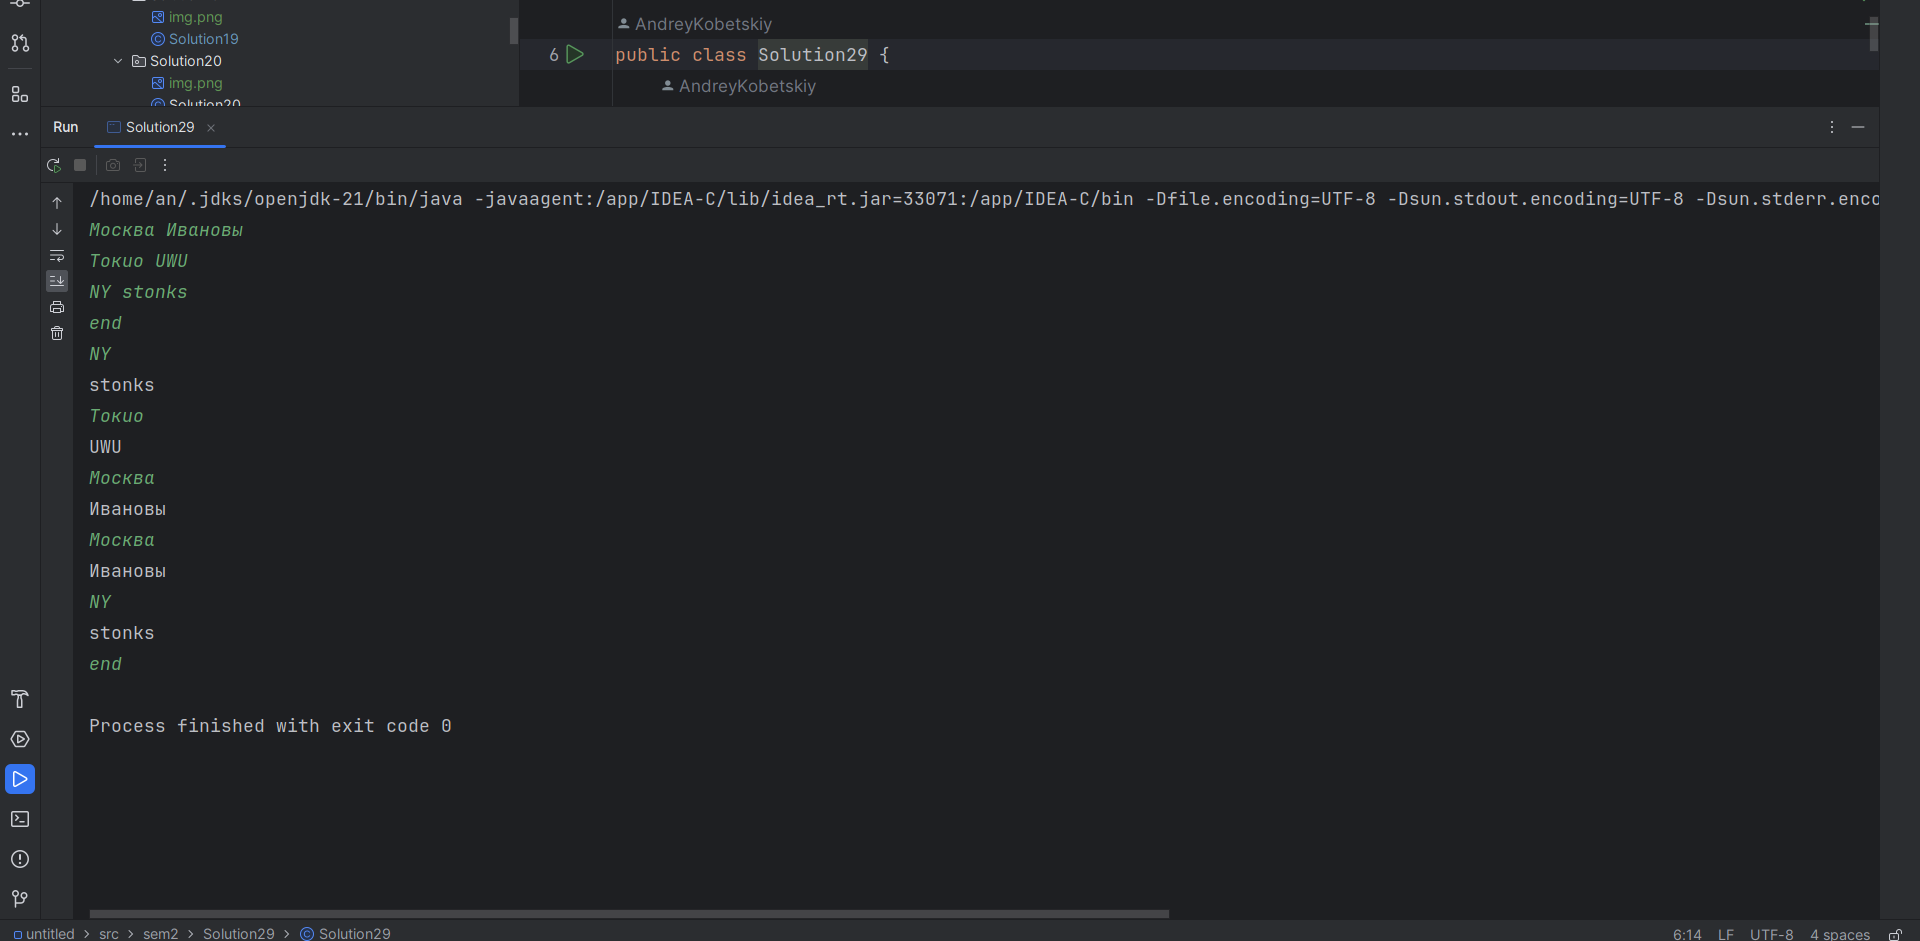 img.png
Solution19
Solution20
img.png
Solution20
AndreyKobetskiy
6 public class Solution29 {
AndreyKobetskiy
Run Solution29
/home/an/.jdks/openjdk-21/bin/java -javaagent:/app/IDEA-C/lib/idea_rt.jar=33071:/app/IDEA-C/bin -Dfile.encoding=UTF-8 -Dsun.stdout.encoding=UTF-8 -Dsun.stderr.enco
Москва Ивановы
Токио UWU
NY stonks
end
NY
stonks
Токио
UWU
Москва
Ивановы
Москва
Ивановы
NY
stonks
end
Process finished with exit code 0
untitled > src > sem2 > Solution29 > Solution29
6:14 LF UTF-8 4 spaces